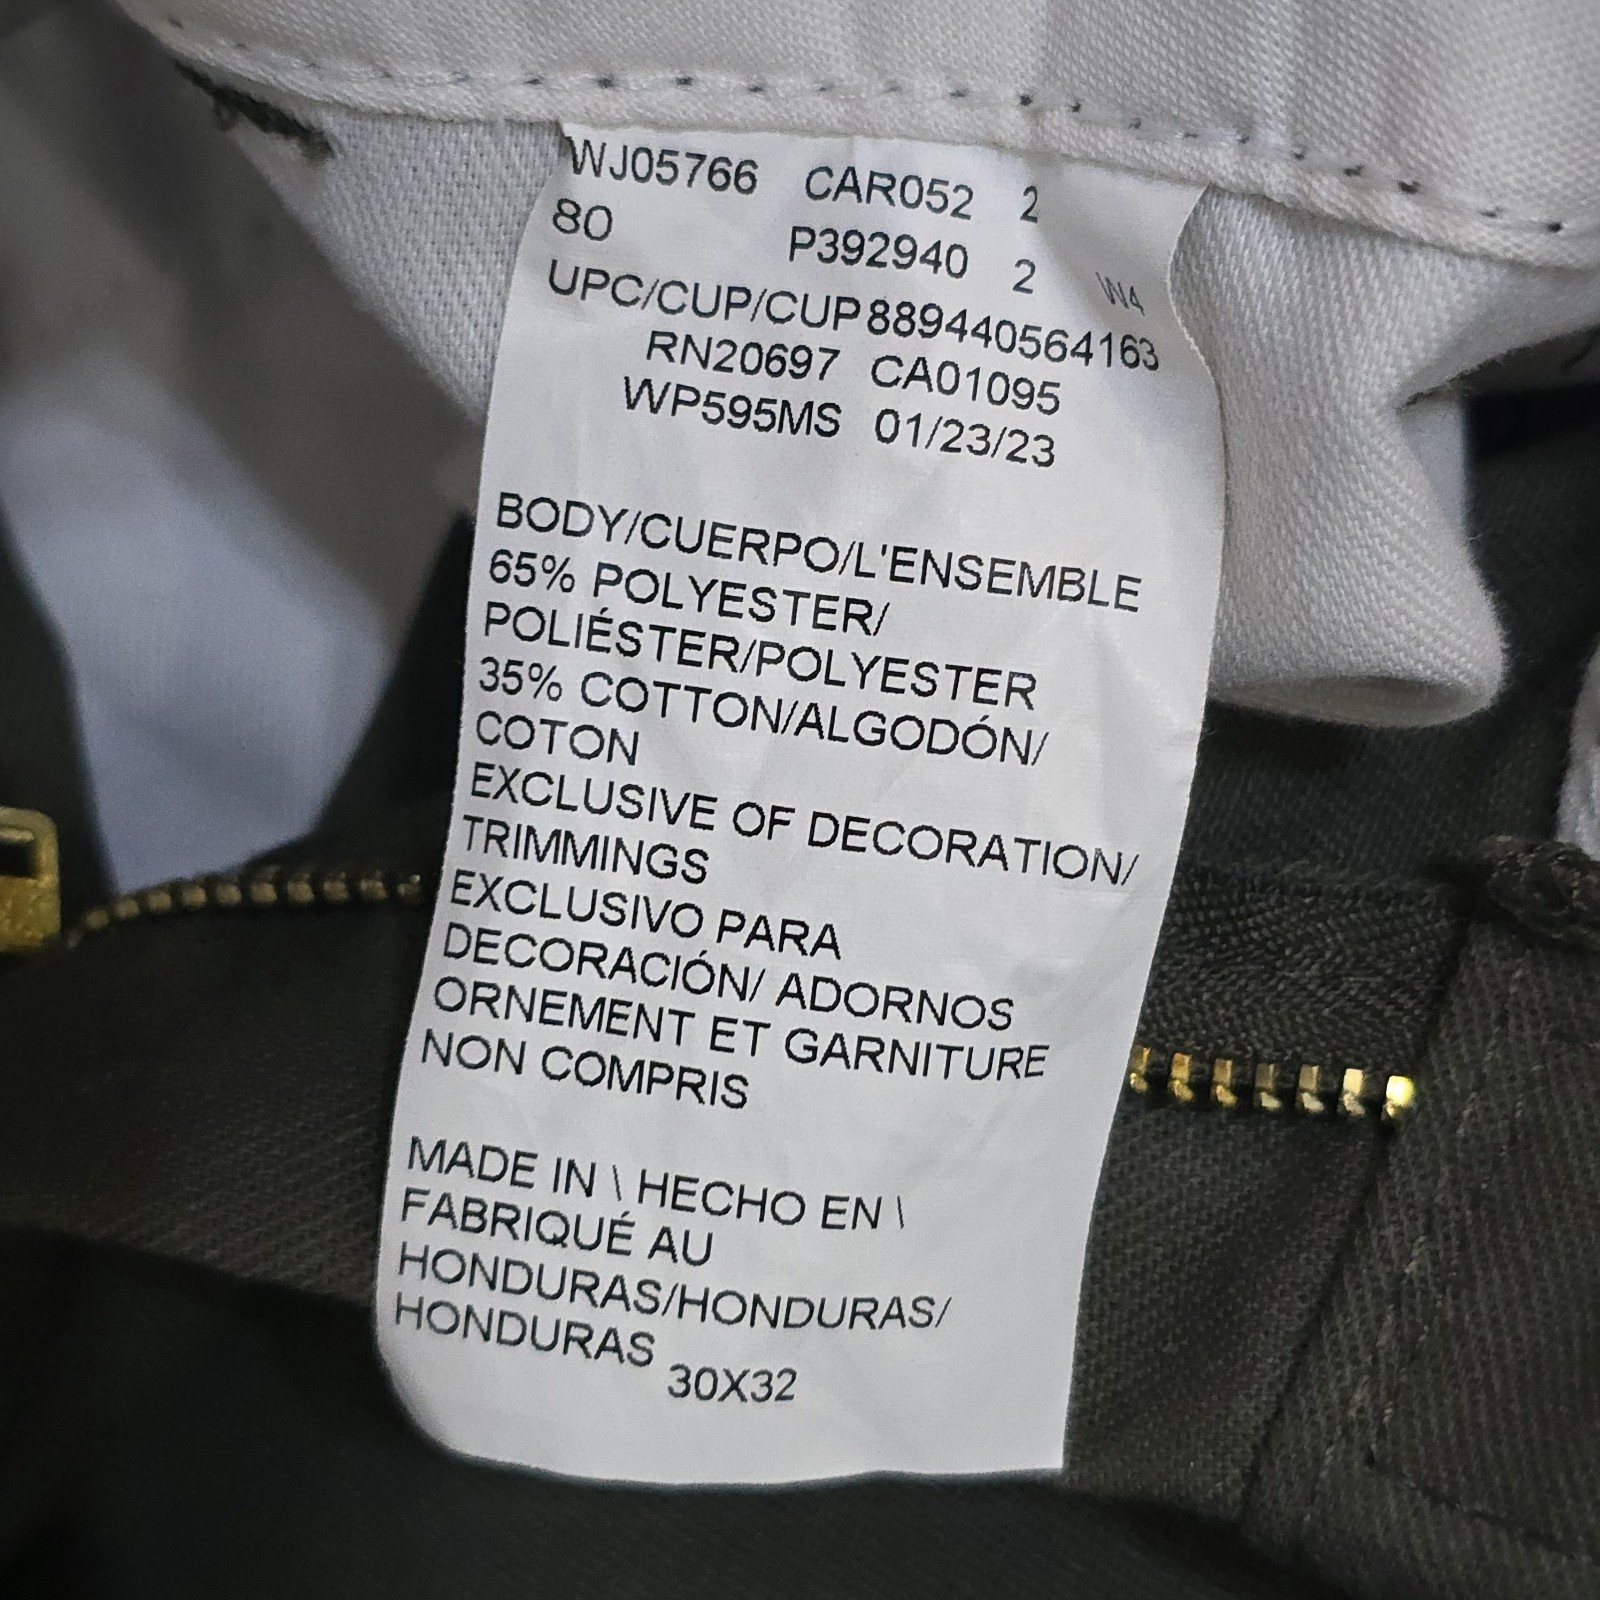 WJ05766 CAR052 2
80 P392940 2 W4
UPC/CUP/CUP889440564163
RN20697 CA01095
WP595MS 01/23/23
BODY/CUERPO/L'ENSEMBLE
65% POLYESTER/
POLIÉSTER/POLYESTER
35% COTTON/ALGODÓN/
COTON
EXCLUSIVE OF DECORATION/
TRIMMINGS
EXCLUSIVO PARA
DECORACIÓN/ ADORNOS
ORNEMENT ET GARNITURE
NON COMPRIS
MADE IN \ HECHO EN \
FABRIQUÉ AU
HONDURAS/HONDURAS/
HONDURAS
30X32